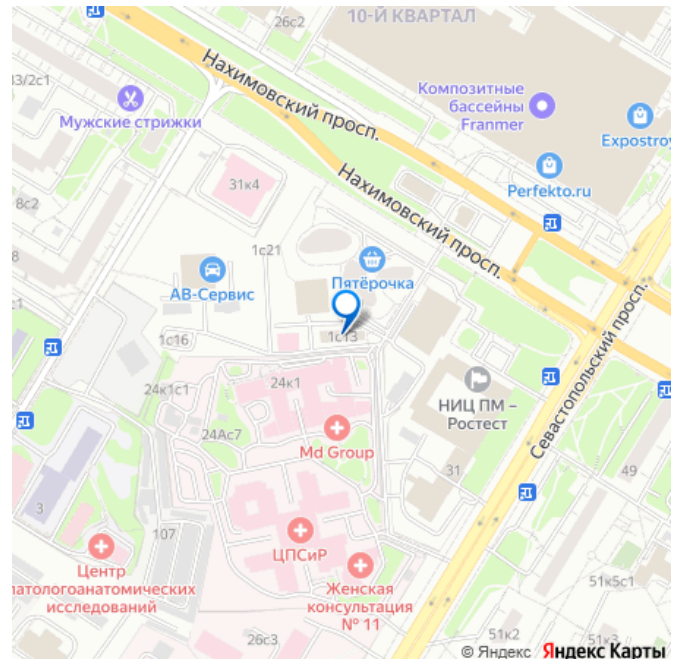 26с2
10-Й КВАРТАЛ
33/2с1
Мужские стрижки
Нахимовский просп.
Композитные
бассейны
Franmer
Expostroy
Perfekto.ru
31к4
8с2
Нахимовский просп.
1с21
АВ-Сервис
Пятёрочка
1с13
1с16
Севастопольский просп.
24к1с1
24к1
НИЦ ПМ –
Ростест
24Ас7
Md Group
31
49
3
107
ЦПСиР
Центр
патологоанатомических
исследований
Женская
консультация
№ 11
51к5с1
26с3
51к2
51к3
© Яндекс Яндекс Карты